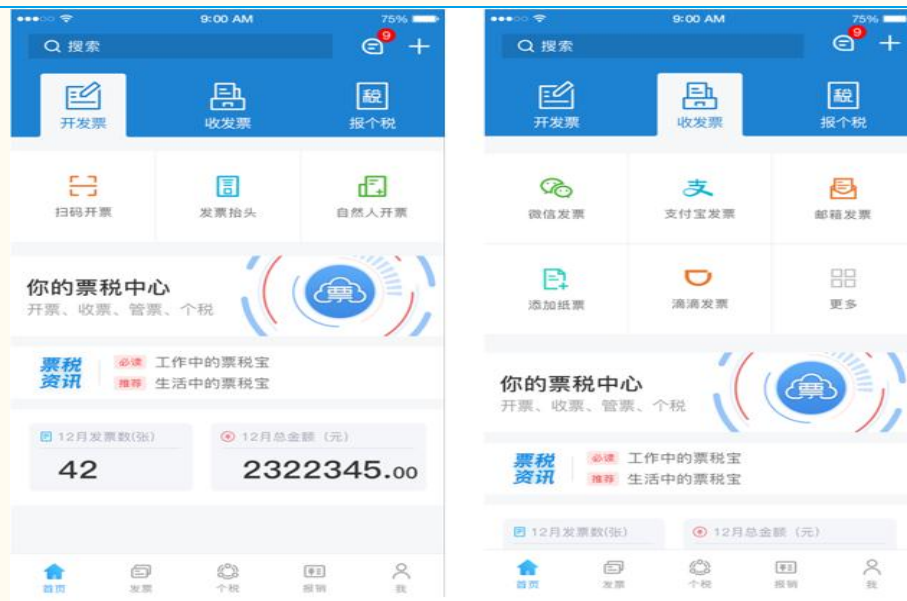 9:00 AM 75%
搜索 9
开发票 收发票 报个税
扫码开票 发票抬头 自然人开票
你的票税中心
开票、收票、管票、个税
票
票税资讯
必读 工作中的票税宝
推荐 生活中的票税宝
12月发票数(张) 12月总金额（元）
42 2322345.00
首页 发票 个税 报销 我
9:00 AM 75%
搜索 9
开发票 收发票 报个税
微信发票 支付宝发票 邮箱发票
添加纸票 滴滴发票 更多
你的票税中心
开票、收票、管票、个税
票
票税资讯
必读 工作中的票税宝
推荐 生活中的票税宝
12月发票数(张) 12月总金额（元）
首页 发票 个税 报销 我